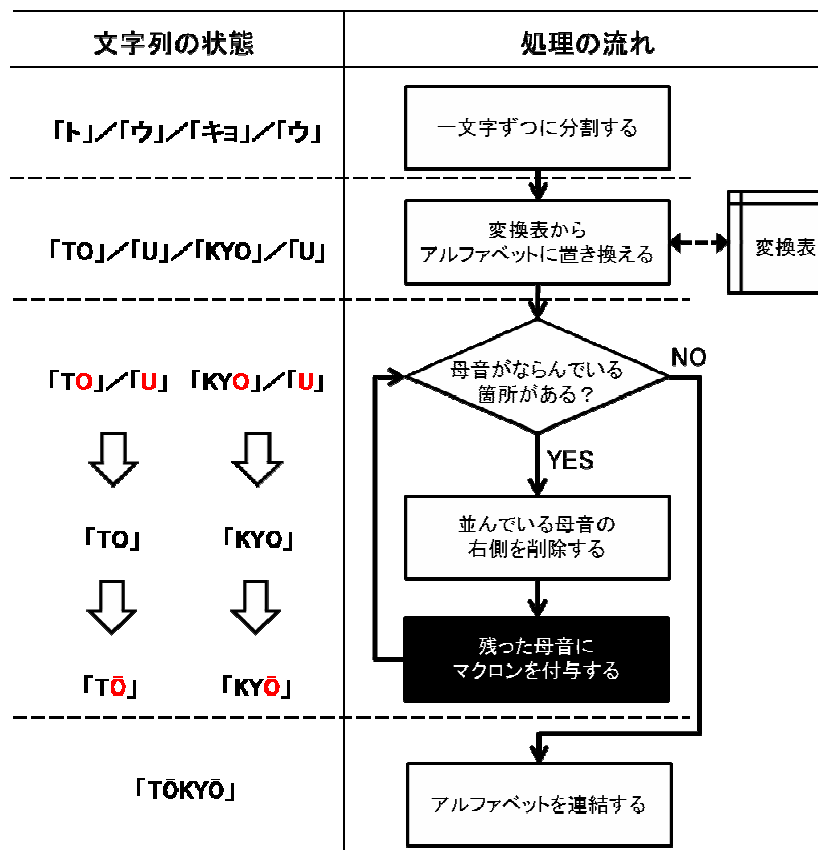 文字列の状態
処理の流れ
「ト」／「ウ」／「キョ」／「ウ」
一文字ずつに分割する
「TO」／「U」／「KYO」／「U」
変換表から
アルファベットに置き換える
変換表
「TO」／「U」 「KYO」／「U」
母音がならんでいる
箇所がある？
NO
YES
「TO」 「KYO」
並んでいる母音の
右側を削除する
「TŌ」 「KYŌ」
残った母音に
マクロンを付与する
「TŌKYŌ」
アルファベットを連結する